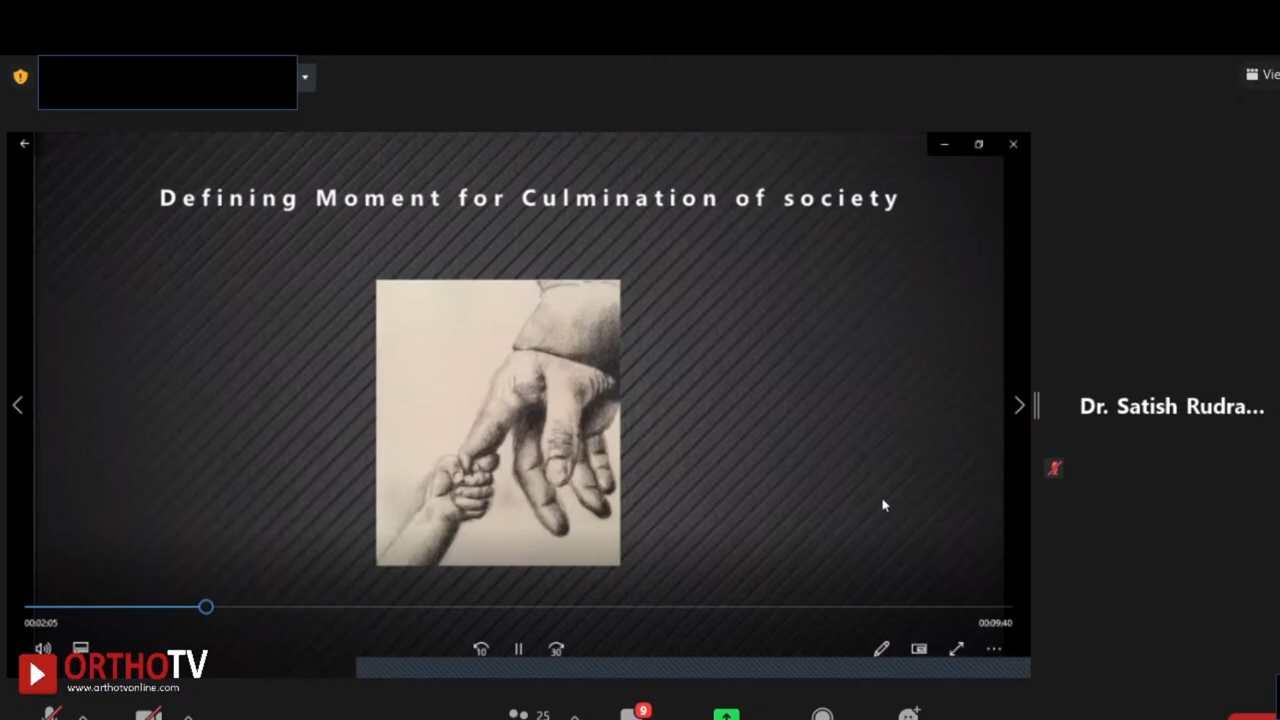 Vie
Defining Moment for Culmination of society
Dr. Satish Rudra...
00:02:05
00:09:40
10
30
ORTHOTV
www.orthotvonline.com
25
9